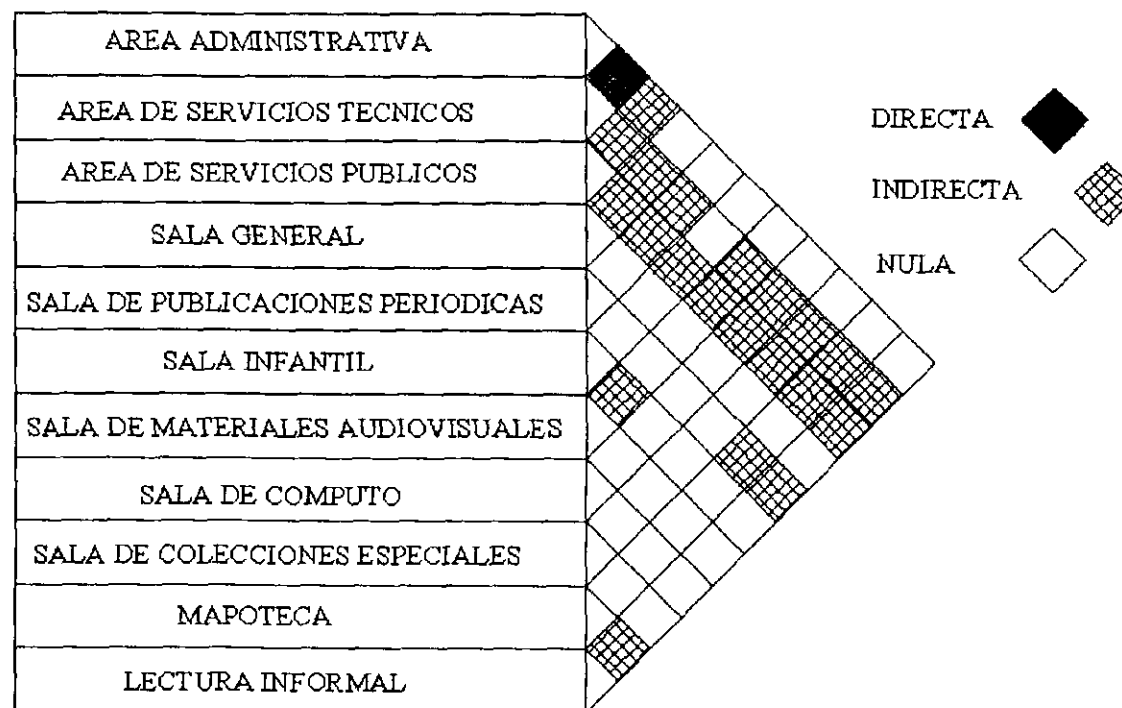 AREA ADMINISTRATIVA
AREA DE SERVICIOS TECNICOS
AREA DE SERVICIOS PUBLICOS
SALA GENERAL
SALA DE PUBLICACIONES PERIODICAS
SALA INFANTIL
SALA DE MATERIALES AUDIOVISUALES
SALA DE COMPUTO
SALA DE COLECCIONES ESPECIALES
MAPOTECA
LECTURA INFORMAL
DIRECTA
INDIRECTA
NULA